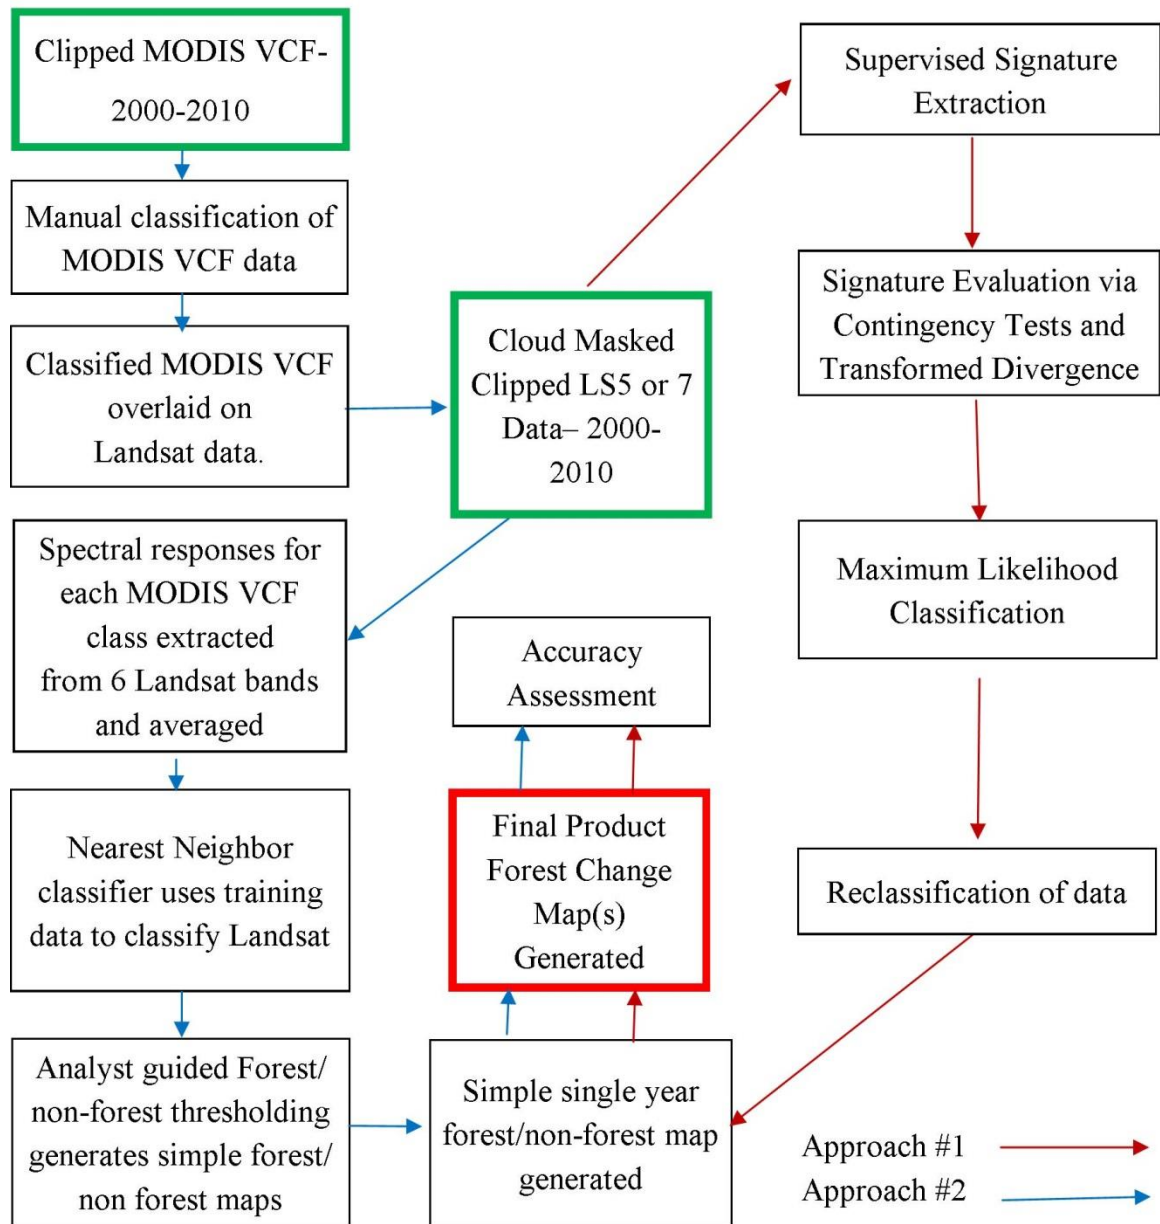 Clipped MODIS VCF-
2000-2010
Manual classification of
MODIS VCF data
Classified MODIS VCF
overlaid on
Landsat data.
Spectral responses for
each MODIS VCF
class extracted
from 6 Landsat bands
and averaged
Nearest Neighbor
classifier uses training
data to classify Landsat
Analyst guided Forest/
non-forest thresholding
generates simple forest/
non forest maps
Cloud Masked
Clipped LS5 or 7
Data– 2000-
2010
Accuracy
Assessment
Final Product
Forest Change
Map(s)
Generated
Simple single year
forest/non-forest map
generated
Supervised Signature
Extraction
Signature Evaluation via
Contingency Tests and
Transformed Divergence
Maximum Likelihood
Classification
Reclassification of data
Approach #1
Approach #2